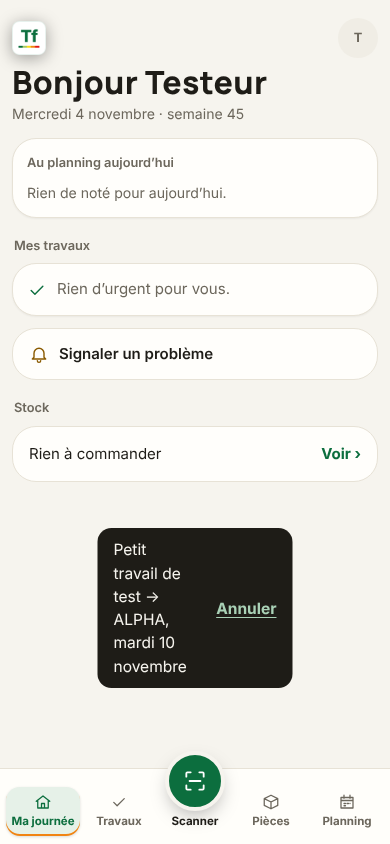 Tf
T
Bonjour Testeur
Mercredi 4 novembre · semaine 45
Au planning aujourd’hui
Rien de noté pour aujourd’hui.
Mes travaux
Rien d’urgent pour vous.
Signaler un problème
Stock
Rien à commander
Voir ›
Petit
travail de
test →
ALPHA,
mardi 10
novembre
Annuler
Ma journée
Travaux
Scanner
Pièces
Planning